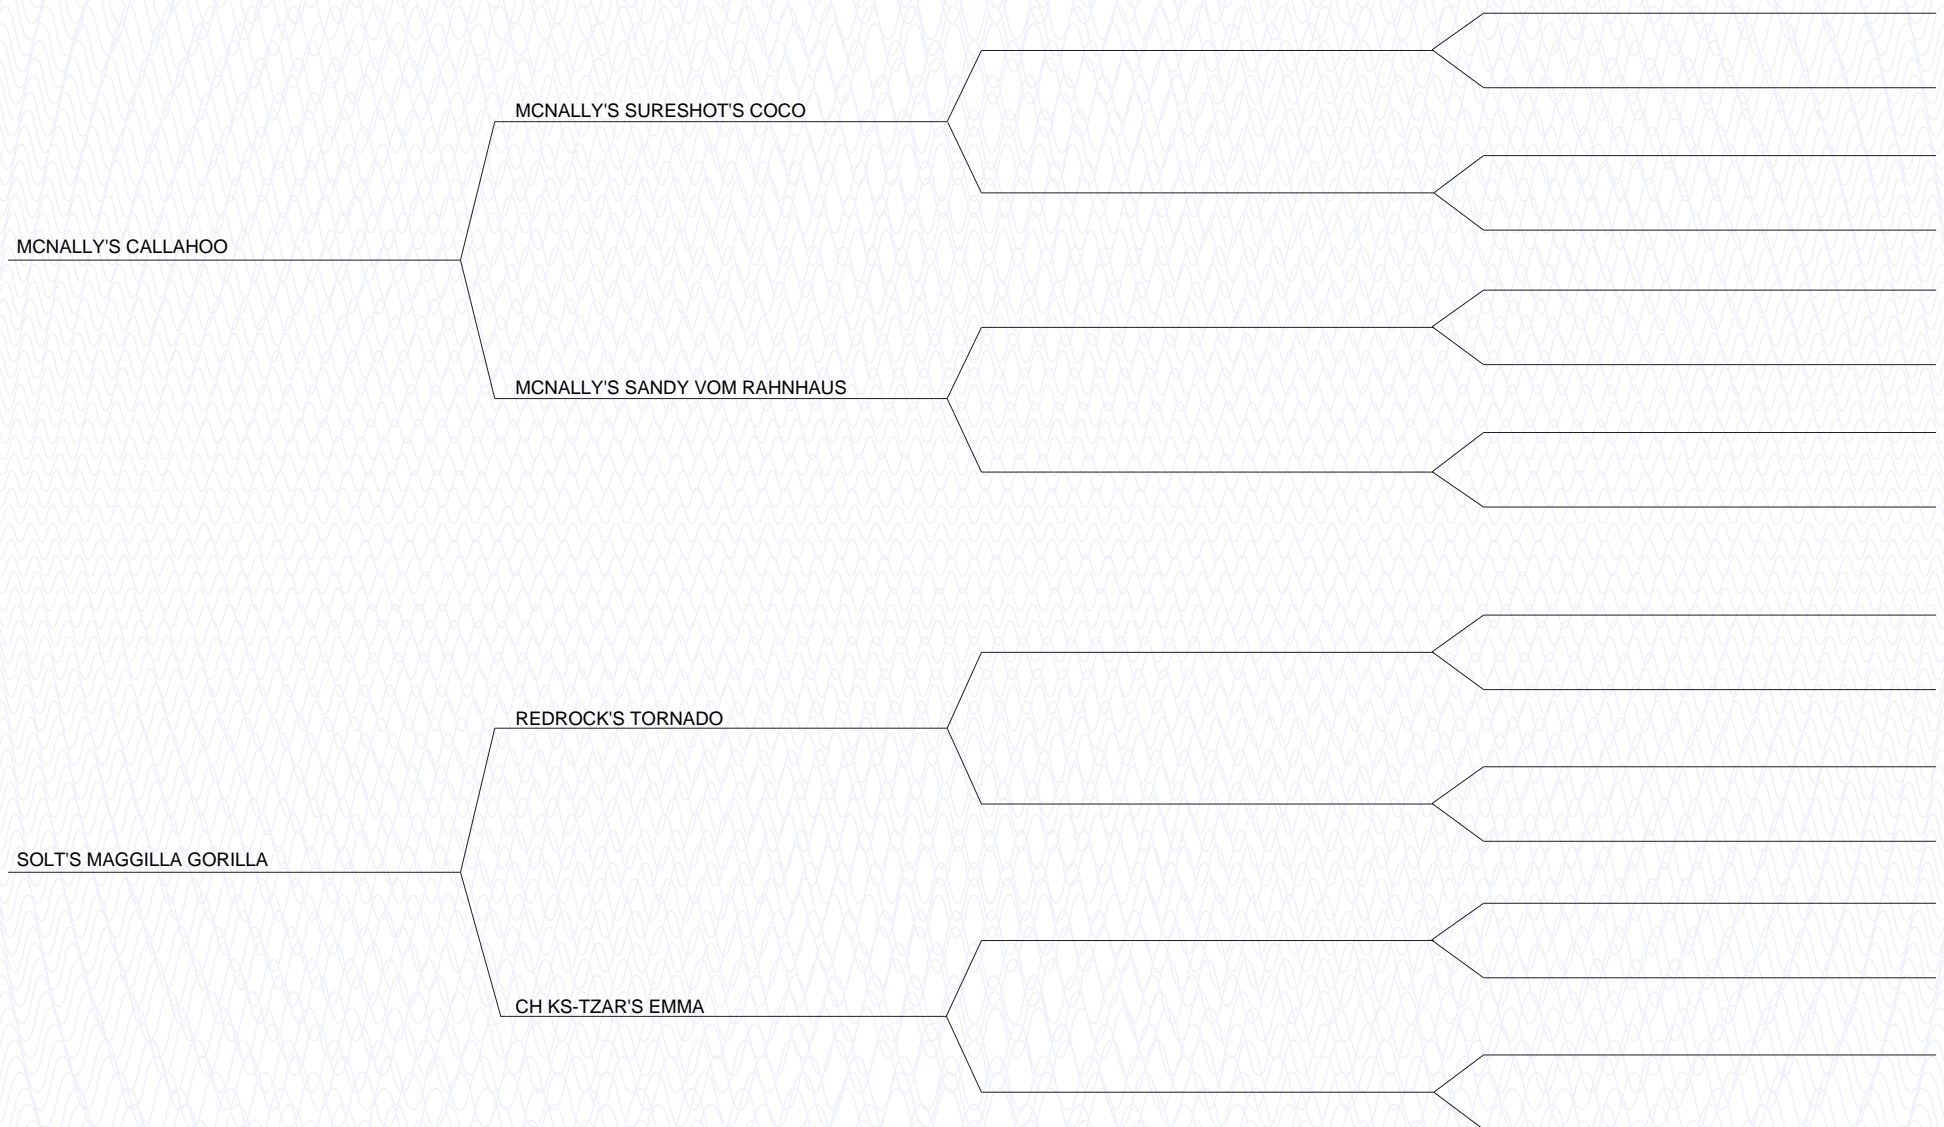 MCNALLY'S SURESHOT'S COCO
MCNALLY'S CALLAHOO
MCNALLY'S SANDY VOM RAHNHAUS
REDROCK'S TORNADO
SOLT'S MAGGILLA GORILLA
CH KS-TZAR'S EMMA